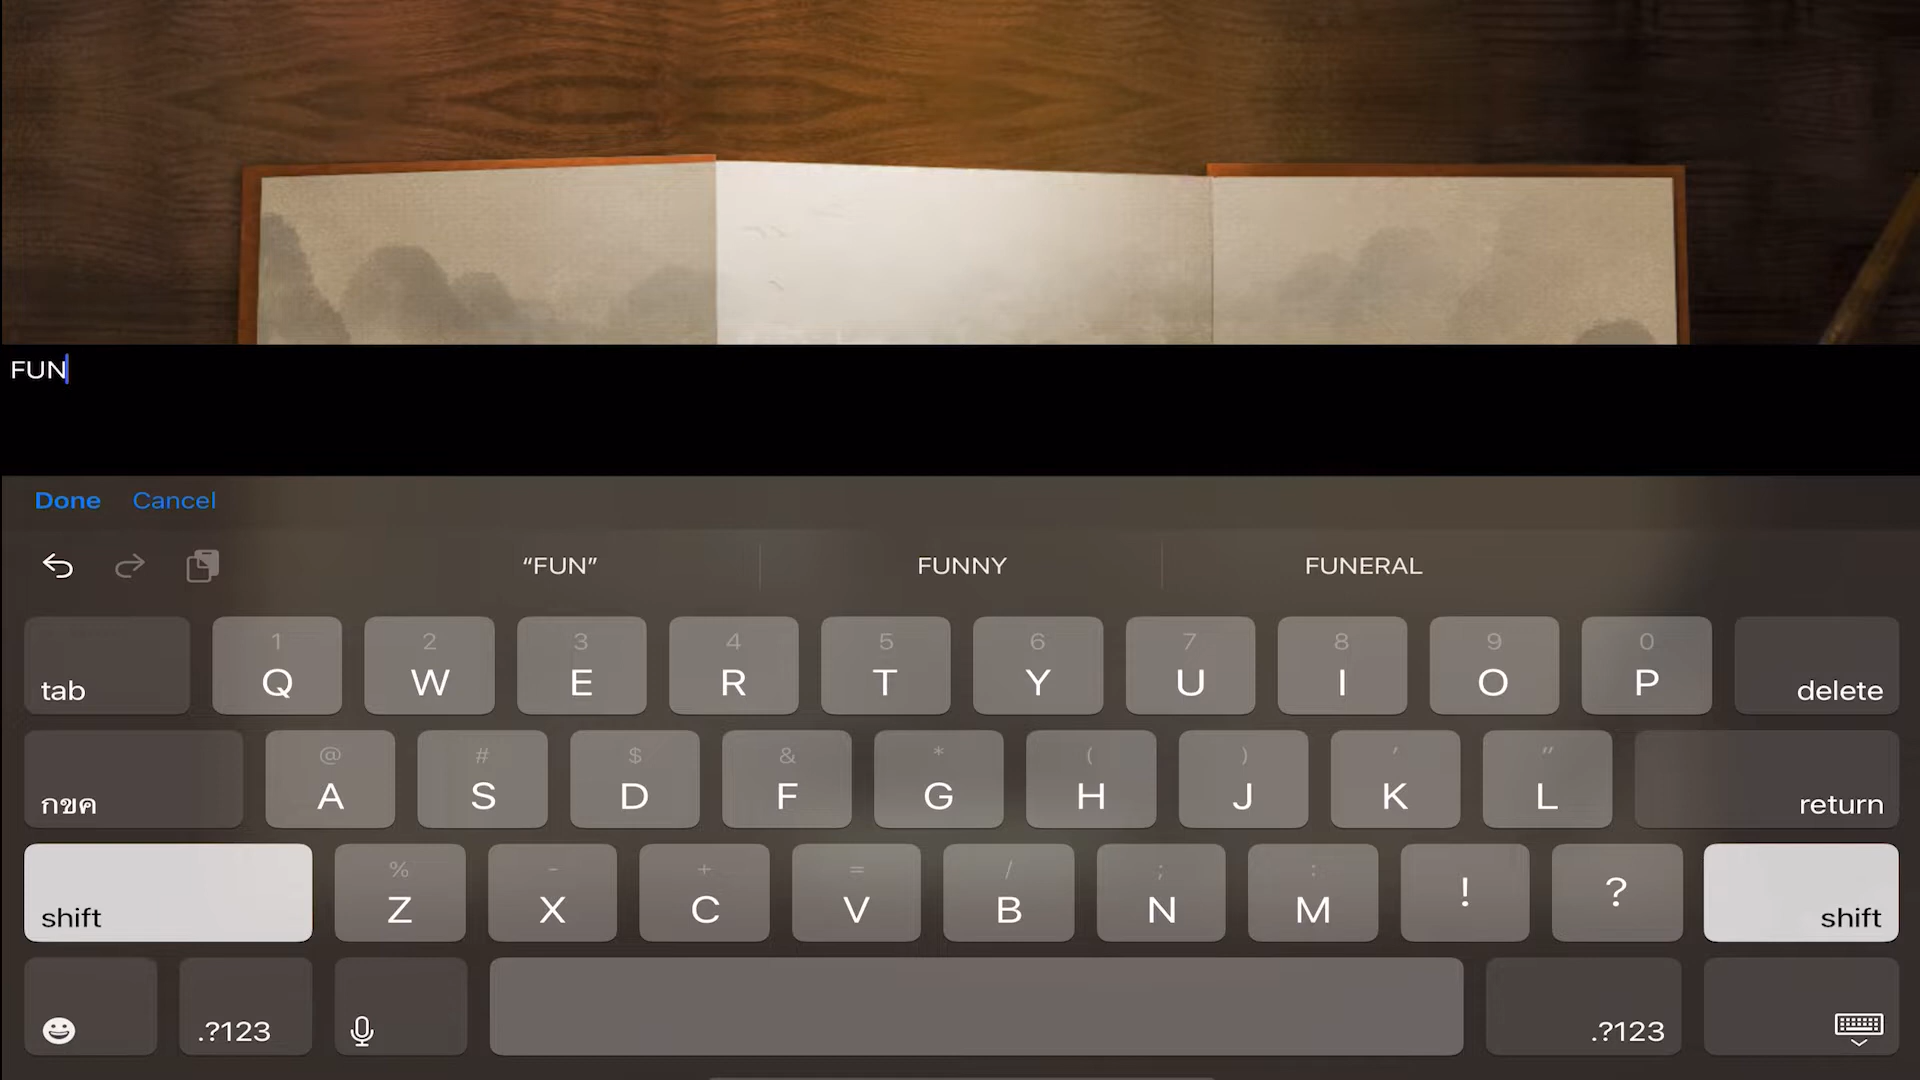 FUN
Done Cancel
“FUN” FUNNY FUNERAL
1 2 3 4 5 6 7 8 9 0
tab Q W E R T Y U I O P delete
@ # $ & * ( ) ' "
กขค A S D F G H J K L return
% - + = / ; :
shift Z X C V B N M ! ? shift
.?123 .?123